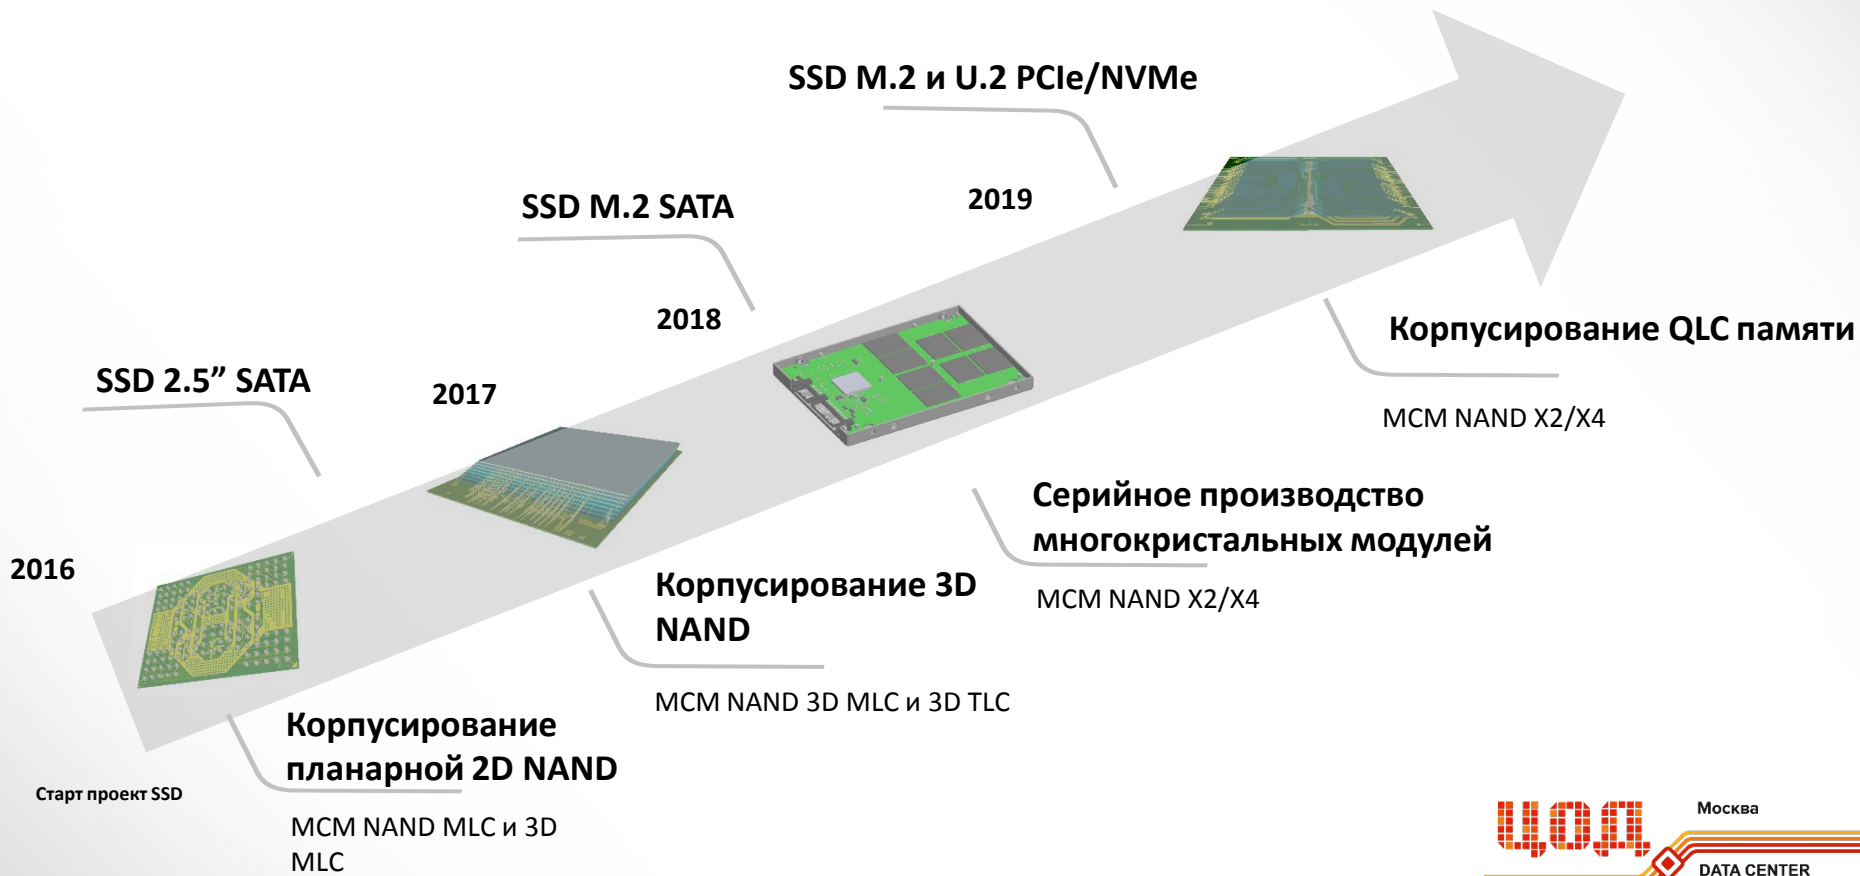 SSD M.2 и U.2 PCIe/NVMe
2019
SSD M.2 SATA
2018
Корпусирование QLC памяти
MCM NAND X2/X4
SSD 2.5” SATA
2017
Серийное производство
многокристальных модулей
MCM NAND X2/X4
2016
Корпусирование 3D
NAND
MCM NAND 3D MLC и 3D TLC
Корпусирование
планарной 2D NAND
MCM NAND MLC и 3D
MLC
Старт проект SSD
ЦОД
Москва
DATA CENTER